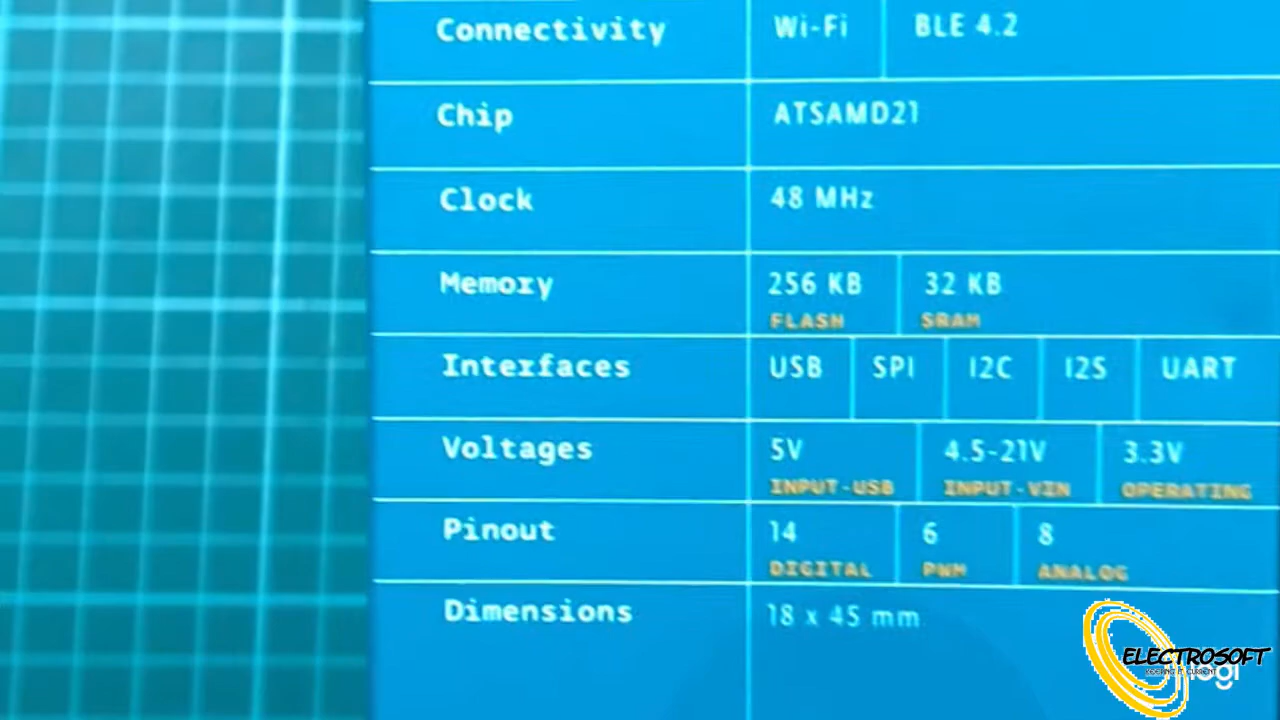 Connectivity Wi-Fi BLE 4.2
Chip ATSAMD21
Clock 48 MHz
Memory 256 KB 32 KB
FLASH SRAM
Interfaces USB SPI I2C I2S UART
Voltages 5V 4.5-21V 3.3V
INPUT-USB INPUT-VIN OPERATING
Pinout 14 6 8
DIGITAL PWM ANALOG
Dimensions 18 x 45 mm
ELECTROSOFT